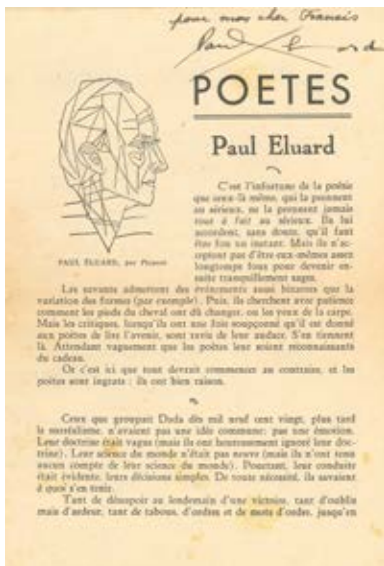 pour mon cher Francis
Paul Eluard
POETES
Paul Eluard
C'est l'infortune de la poésie
que ceux-là même, qui la prennent
au sérieux, ne la prennent jamais
tout à fait au sérieux. Ils lui
accordent, sans doute, qu'il faut
être fou un instant. Mais ils n'ac-
ceptent pas d'être eux-mêmes assez
longtemps fous pour devenir en-
suite tranquillement sages.
PAUL ÉLUARD, par Picasso
Les savants admettent des événements aussi bizarres que la
variation des formes (par exemple). Puis, ils cherchent avec patience
comment les pieds du cheval ont dû changer, ou les yeux de la carpe.
Mais les critiques, lorsqu'ils ont une fois soupçonné qu'il est donné
aux poètes de lire l'avenir, sont ravis de leur audace. S'en tiennent
là. Attendant vaguement que les poètes leur soient reconnaissants
du cadeau.
Or c'est ici que tout devrait commencer au contraire, et les
poètes sont ingrats : ils ont bien raison.
Ceux que groupait Dada dès mil neuf cent vingt, plus tard
le surréalisme, n'avaient pas une idée commune; pas une émotion.
Leur doctrine était vague (mais ils ont heureusement ignoré leur doc-
trine). Leur science du monde n'était pas neuve (mais ils n'ont tenu
aucun compte de leur science du monde). Pourtant, leur conduite
était évidente, leurs décisions simples. De toute nécessité, ils savaient
à quoi s'en tenir.
Tant de désespoir au lendemain d'une victoire, tant d'oubli
mais d'ardeur, tant de tabous, d'ordres et de mots d'ordre, jusqu'en